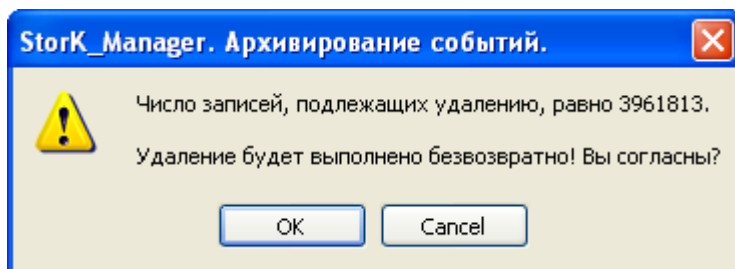 StorK_Manager. Архивирование событий.
Число записей, подлежащих удалению, равно 3961813.
Удаление будет выполнено безвозвратно! Вы согласны?
OK Cancel